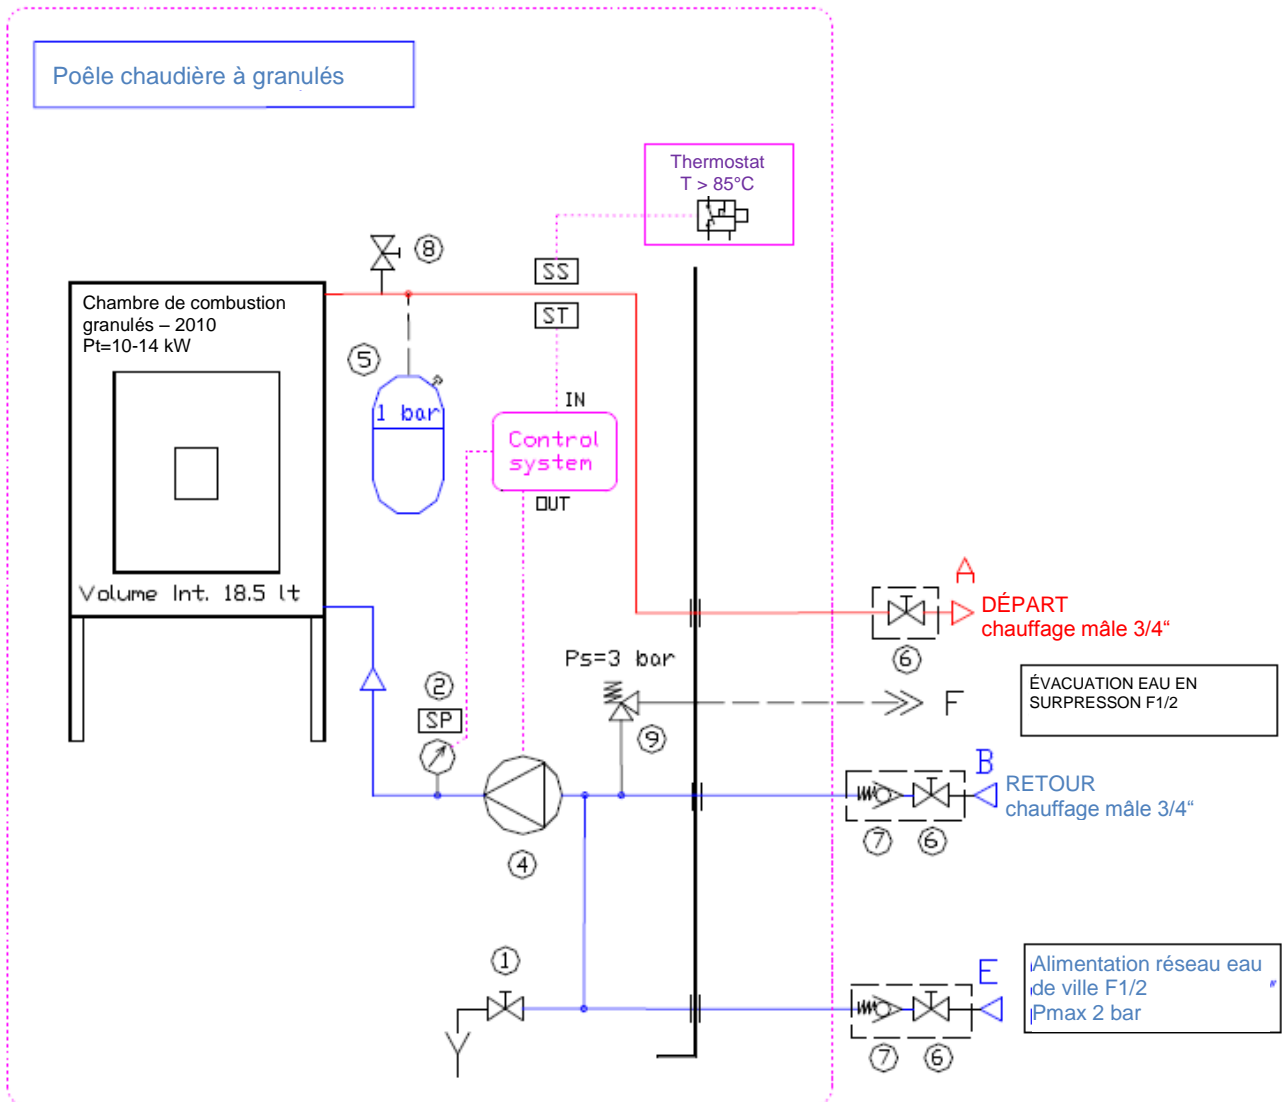 Poêle chaudière à granulés
Thermostat
T > 85°C
8
SS
Chambre de combustion
granulés – 2010
Pt=10-14 kW
ST
5
IN
1 bar
Control
system
OUT
Volume Int. 18.5 lt
A
DÉPART
chauffage mâle 3/4“
6
Ps=3 bar
2
SP
ÉVACUATION EAU EN
SURPRESSON F1/2
F
9
B
RETOUR
chauffage mâle 3/4“
4
7
6
1
E
Alimentation réseau eau
de ville F1/2 "
Pmax 2 bar
7
6